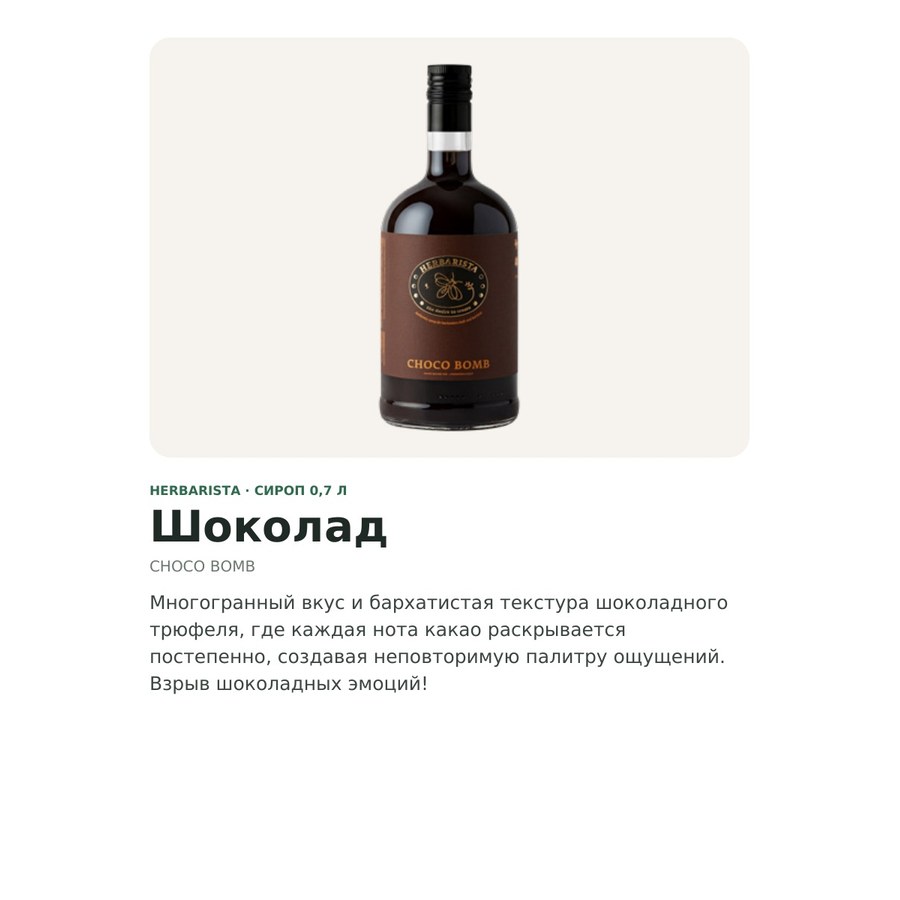 HERBARISTA
CHOCO BOMB
HERBARISTA · СИРОП 0,7 Л
Шоколад
CHOCO BOMB
Многогранный вкус и бархатистая текстура шоколадного
трюфеля, где каждая нота какао раскрывается
постепенно, создавая неповторимую палитру ощущений.
Взрыв шоколадных эмоций!